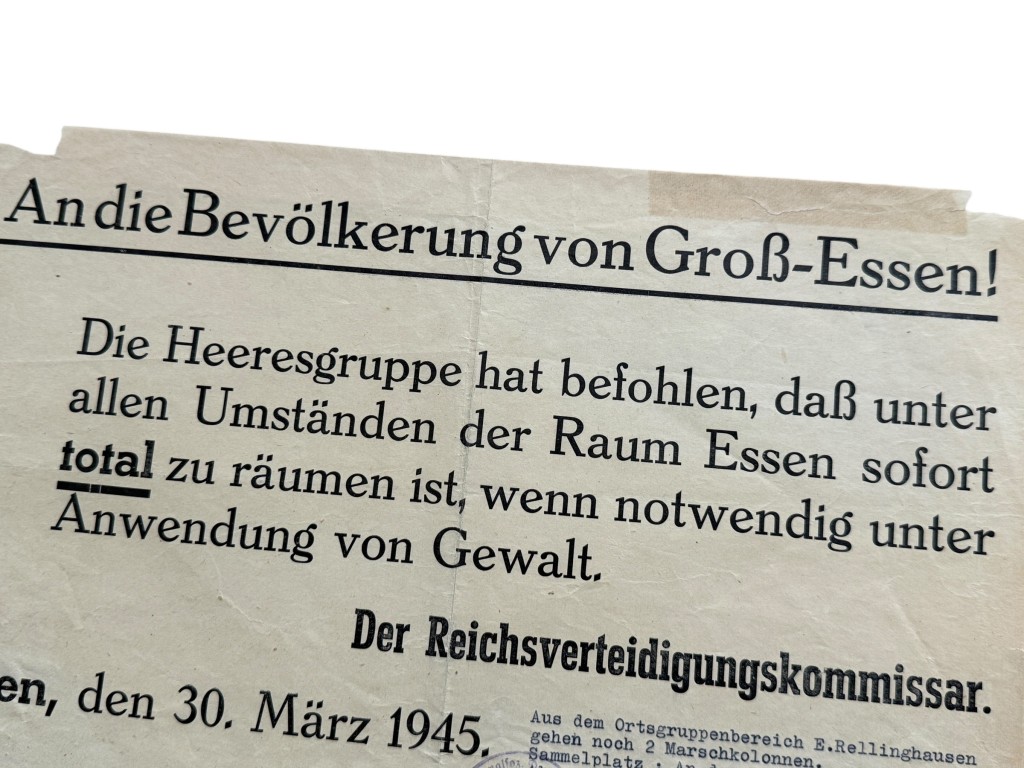 An die Bevölkerung von Groß-Essen!
Die Heeresgruppe hat befohlen, daß unter
allen Umständen der Raum Essen sofort
total zu räumen ist, wenn notwendig unter
Anwendung von Gewalt.
Der Reichsverteidigungskommissar.
en, den 30. März 1945.
Aus dem Ortsgruppenbereich E.Rellinghausen
gehen noch 2 Marschkolonnen.
Sammelplatz